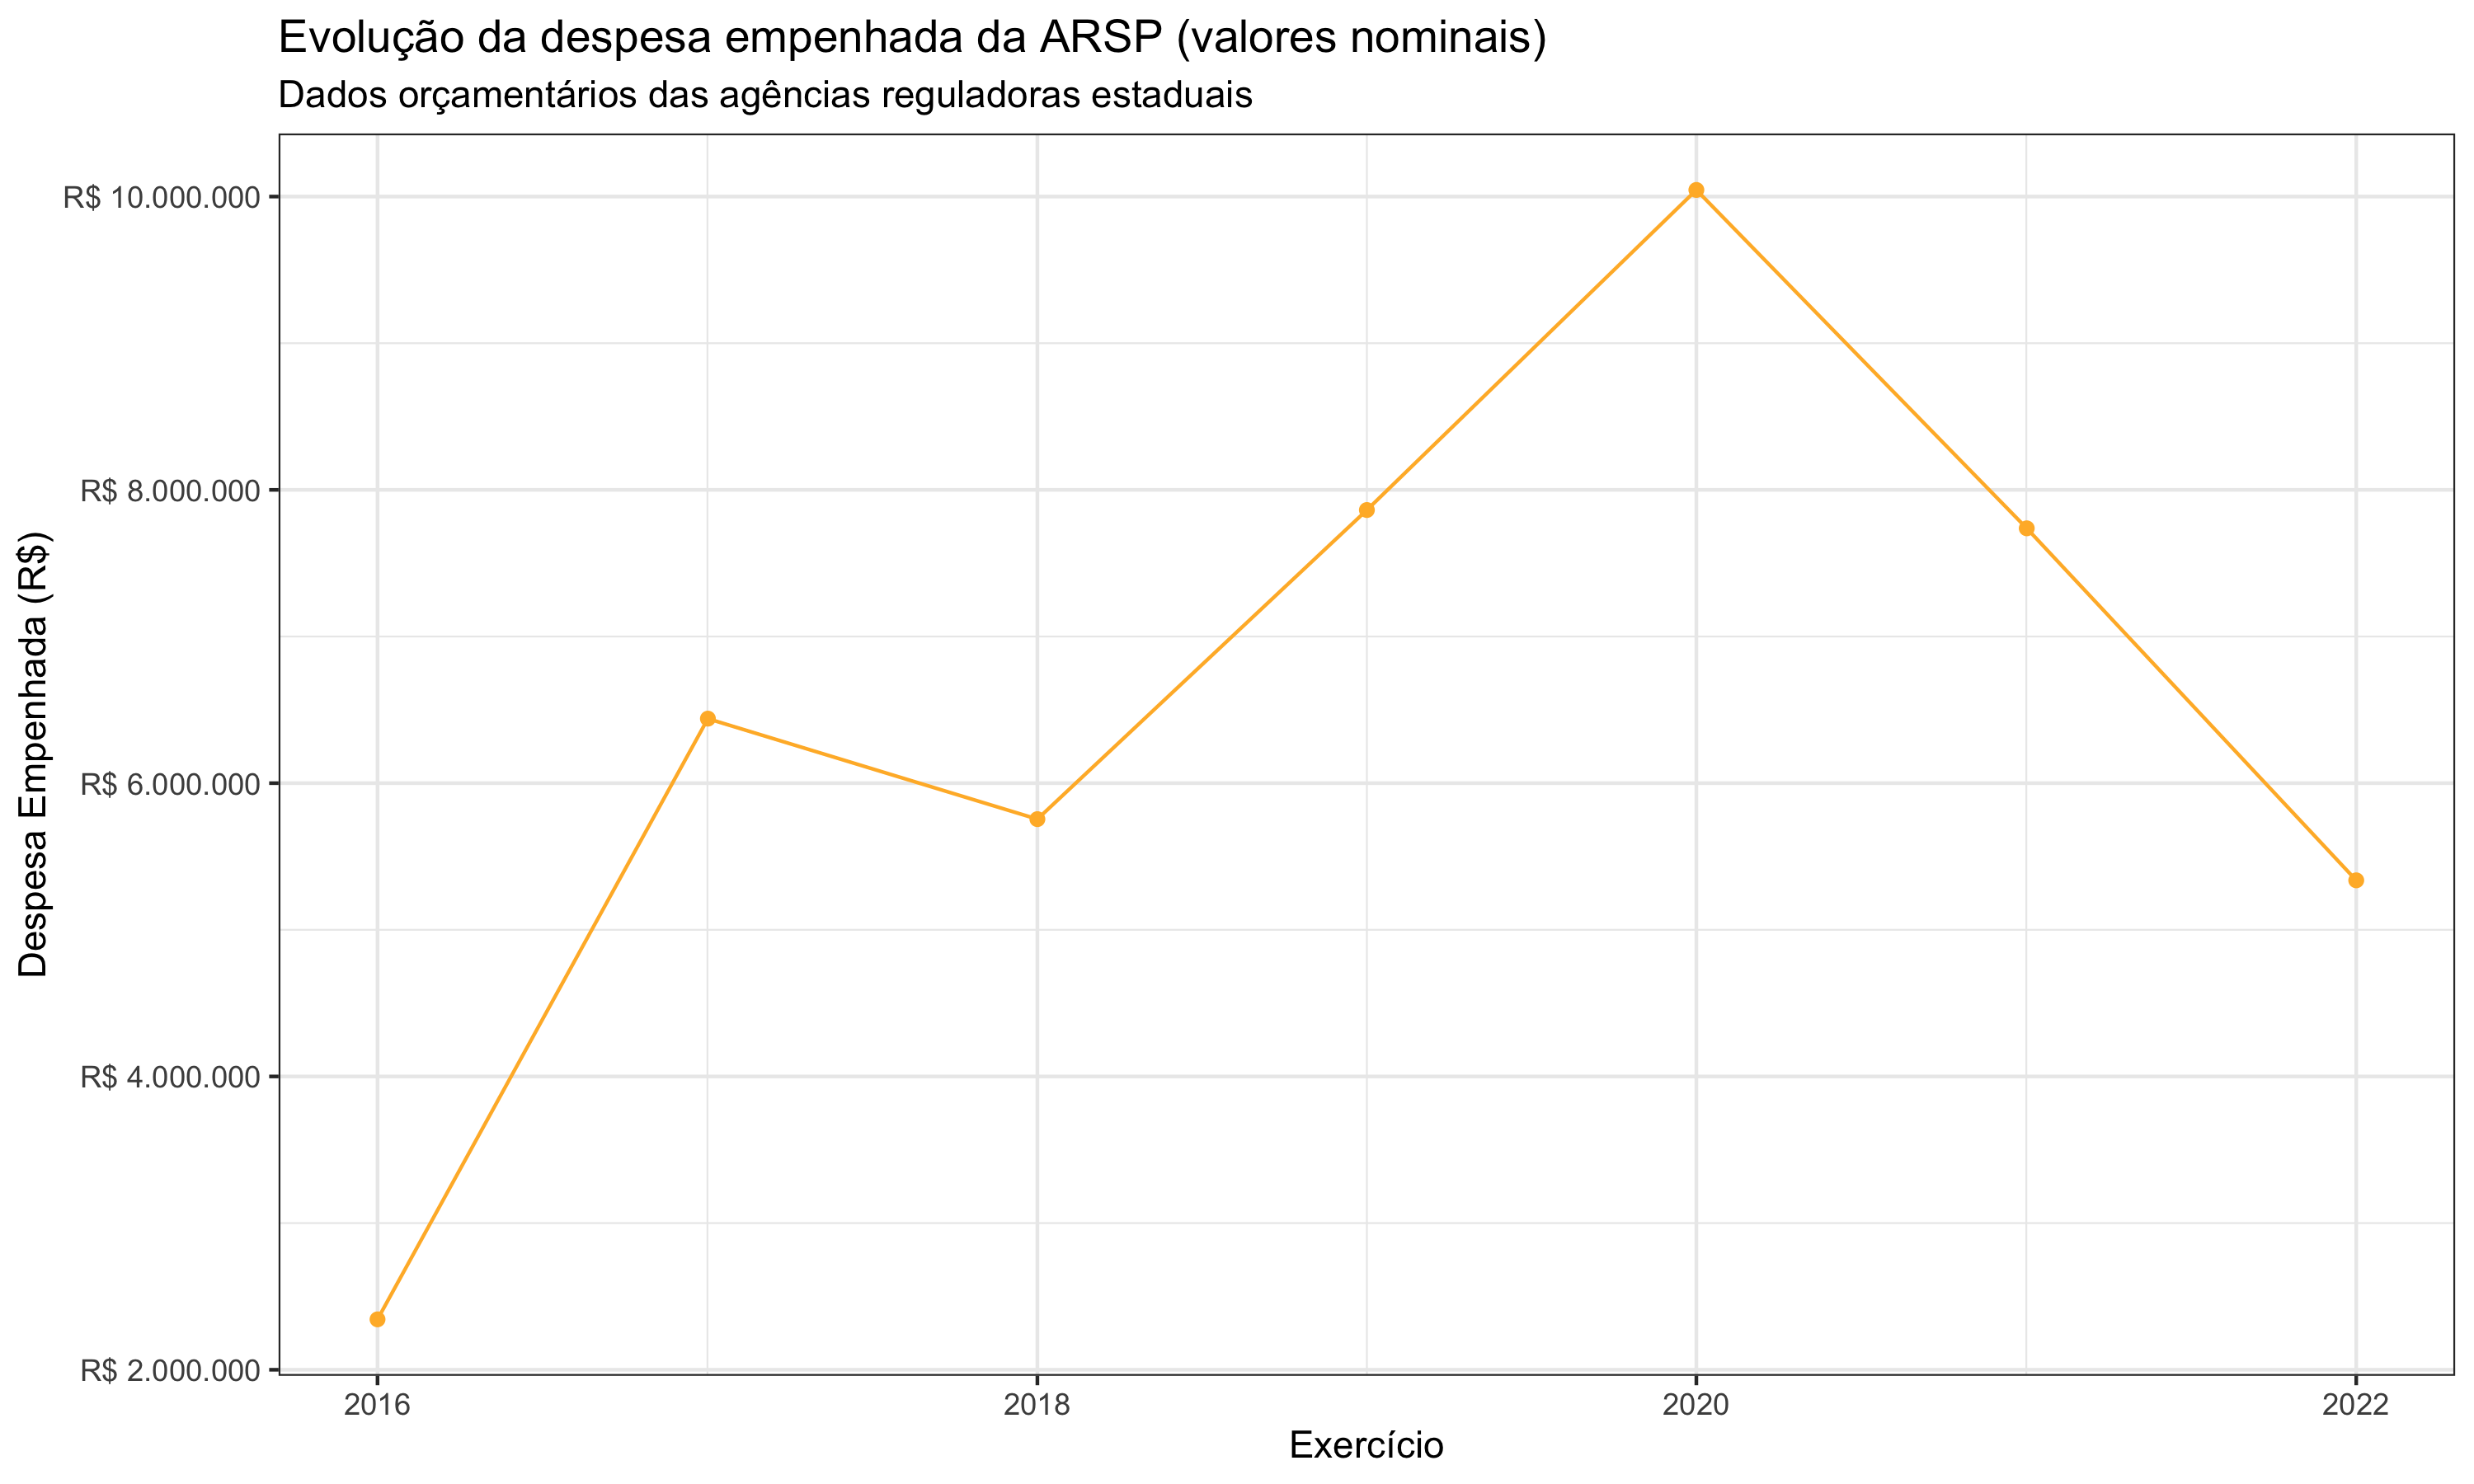 Evolução da despesa empenhada da ARSP (valores nominais)
Dados orçamentários das agências reguladoras estaduais
Despesa Empenhada (R$)
R$ 10.000.000
R$ 8.000.000
R$ 6.000.000
R$ 4.000.000
R$ 2.000.000
2016
2018
2020
2022
Exercício